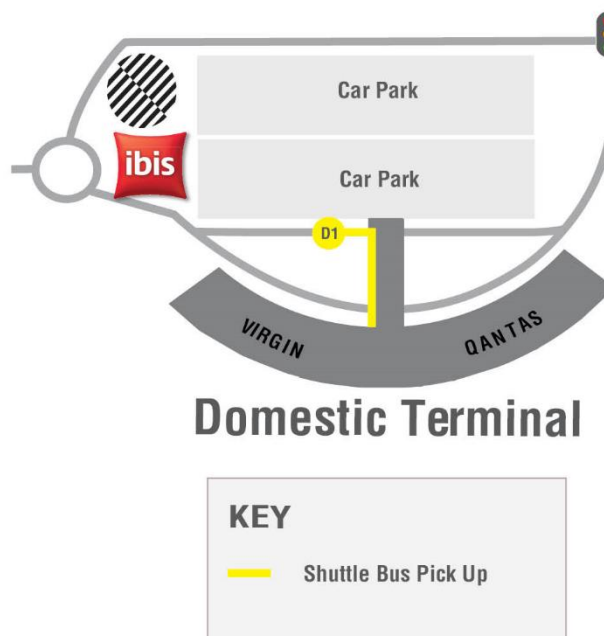 Car Park
ibis
Car Park
D1
VIRGIN
QANTAS
Domestic Terminal
KEY
Shuttle Bus Pick Up